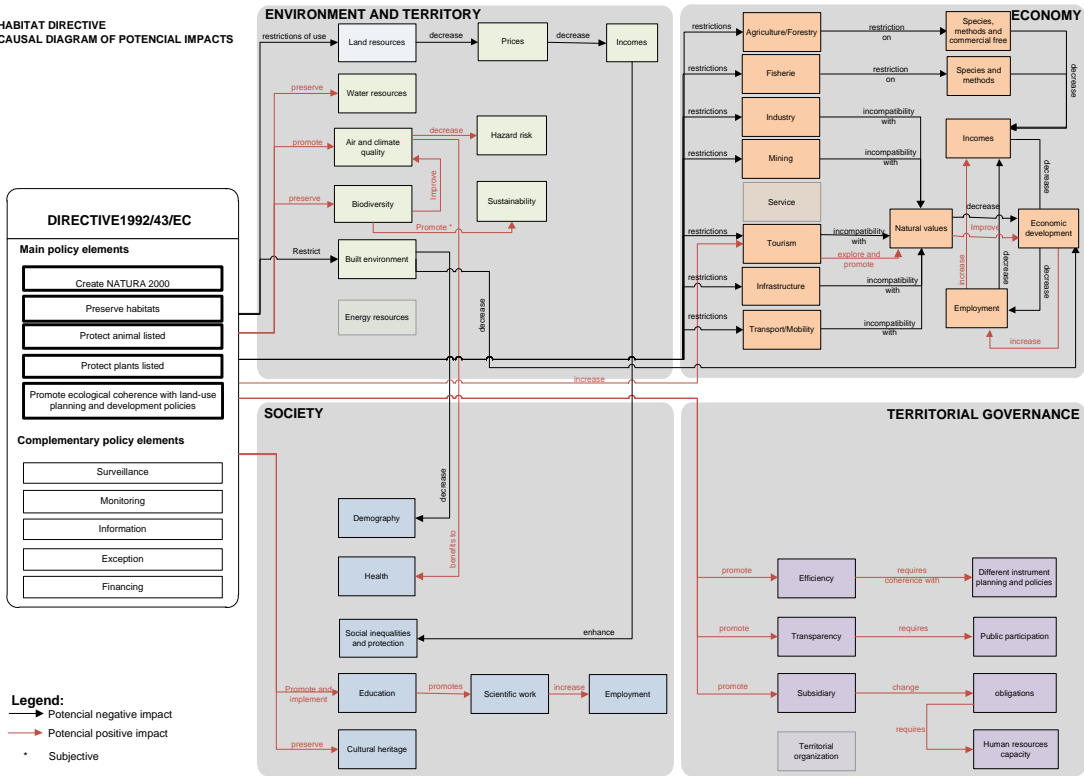 HABITAT DIRECTIVE
CAUSAL DIAGRAM OF POTENCIAL IMPACTS
DIRECTIVE1992/43/EC
Main policy elements
Create NATURA 2000
Preserve habitats
Protect animal listed
Protect plants listed
Promote ecological coherence with land-use
planning and development policies
Complementary policy elements
Surveillance
Monitoring
Information
Exception
Financing
Legend:
Potencial negative impact
Potencial positive impact
* Subjective
ENVIRONMENT AND TERRITORY
restrictions of use
Land resources
decrease
Prices
decrease
Incomes
preserve
Water resources
promote
Air and climate
quality
decrease
Hazard risk
Improve
preserve
Biodiversity
Sustainability
Promote *
Restrict
Built environment
decrease
Energy resources
ECONOMY
restrictions
Agriculture/Forestry
restriction
on
Species,
methods and
commercial free
restrictions
Fisherie
restriction
on
Species and
methods
decrease
restrictions
Industry
incompatibility
with
Incomes
restrictions
Mining
incompatibility
with
decrease
Service
restrictions
Tourism
incompatibility
with
explore and
promote
Natural values
decrease
Improve
Economic
development
restrictions
Infrastructure
incompatibility
with
increase
decrease
decrease
restrictions
Transport/Mobility
incompatibility
with
Employment
increase
increase
SOCIETY
decrease
Demography
benefits to
Health
Social inequalities
and protection
enhance
Promote and
implement
Education
promotes
Scientific work
increase
Employment
preserve
Cultural heritage
TERRITORIAL GOVERNANCE
promote
Efficiency
requires
coherence with
Different instrument
planning and policies
promote
Transparency
requires
Public participation
promote
Subsidiary
change
obligations
requires
Territorial
organization
Human resources
capacity